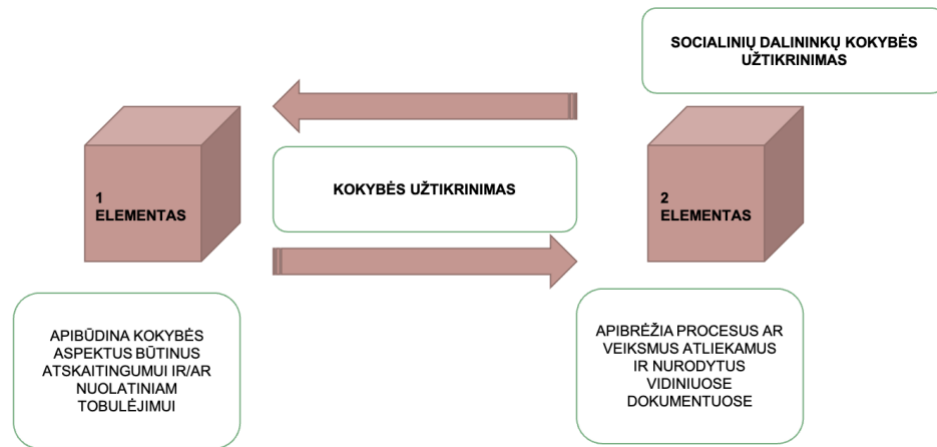 SOCIALINIŲ DALININKŲ KOKYBĖS
UŽTIKRINIMAS
KOKYBĖS UŽTIKRINIMAS
1
ELEMENTAS
2
ELEMENTAS
APIBŪDINA KOKYBĖS
ASPEKTUS BŪTINUS
ATSKAITINGUMUI IR/AR
NUOLATINIAM
TOBULĖJIMUI
APIBRĖŽIA PROCESUS AR
VEIKSMUS ATLIEKAMUS
IR NURODYTUS
VIDINIUOSE
DOKUMENTUOSE